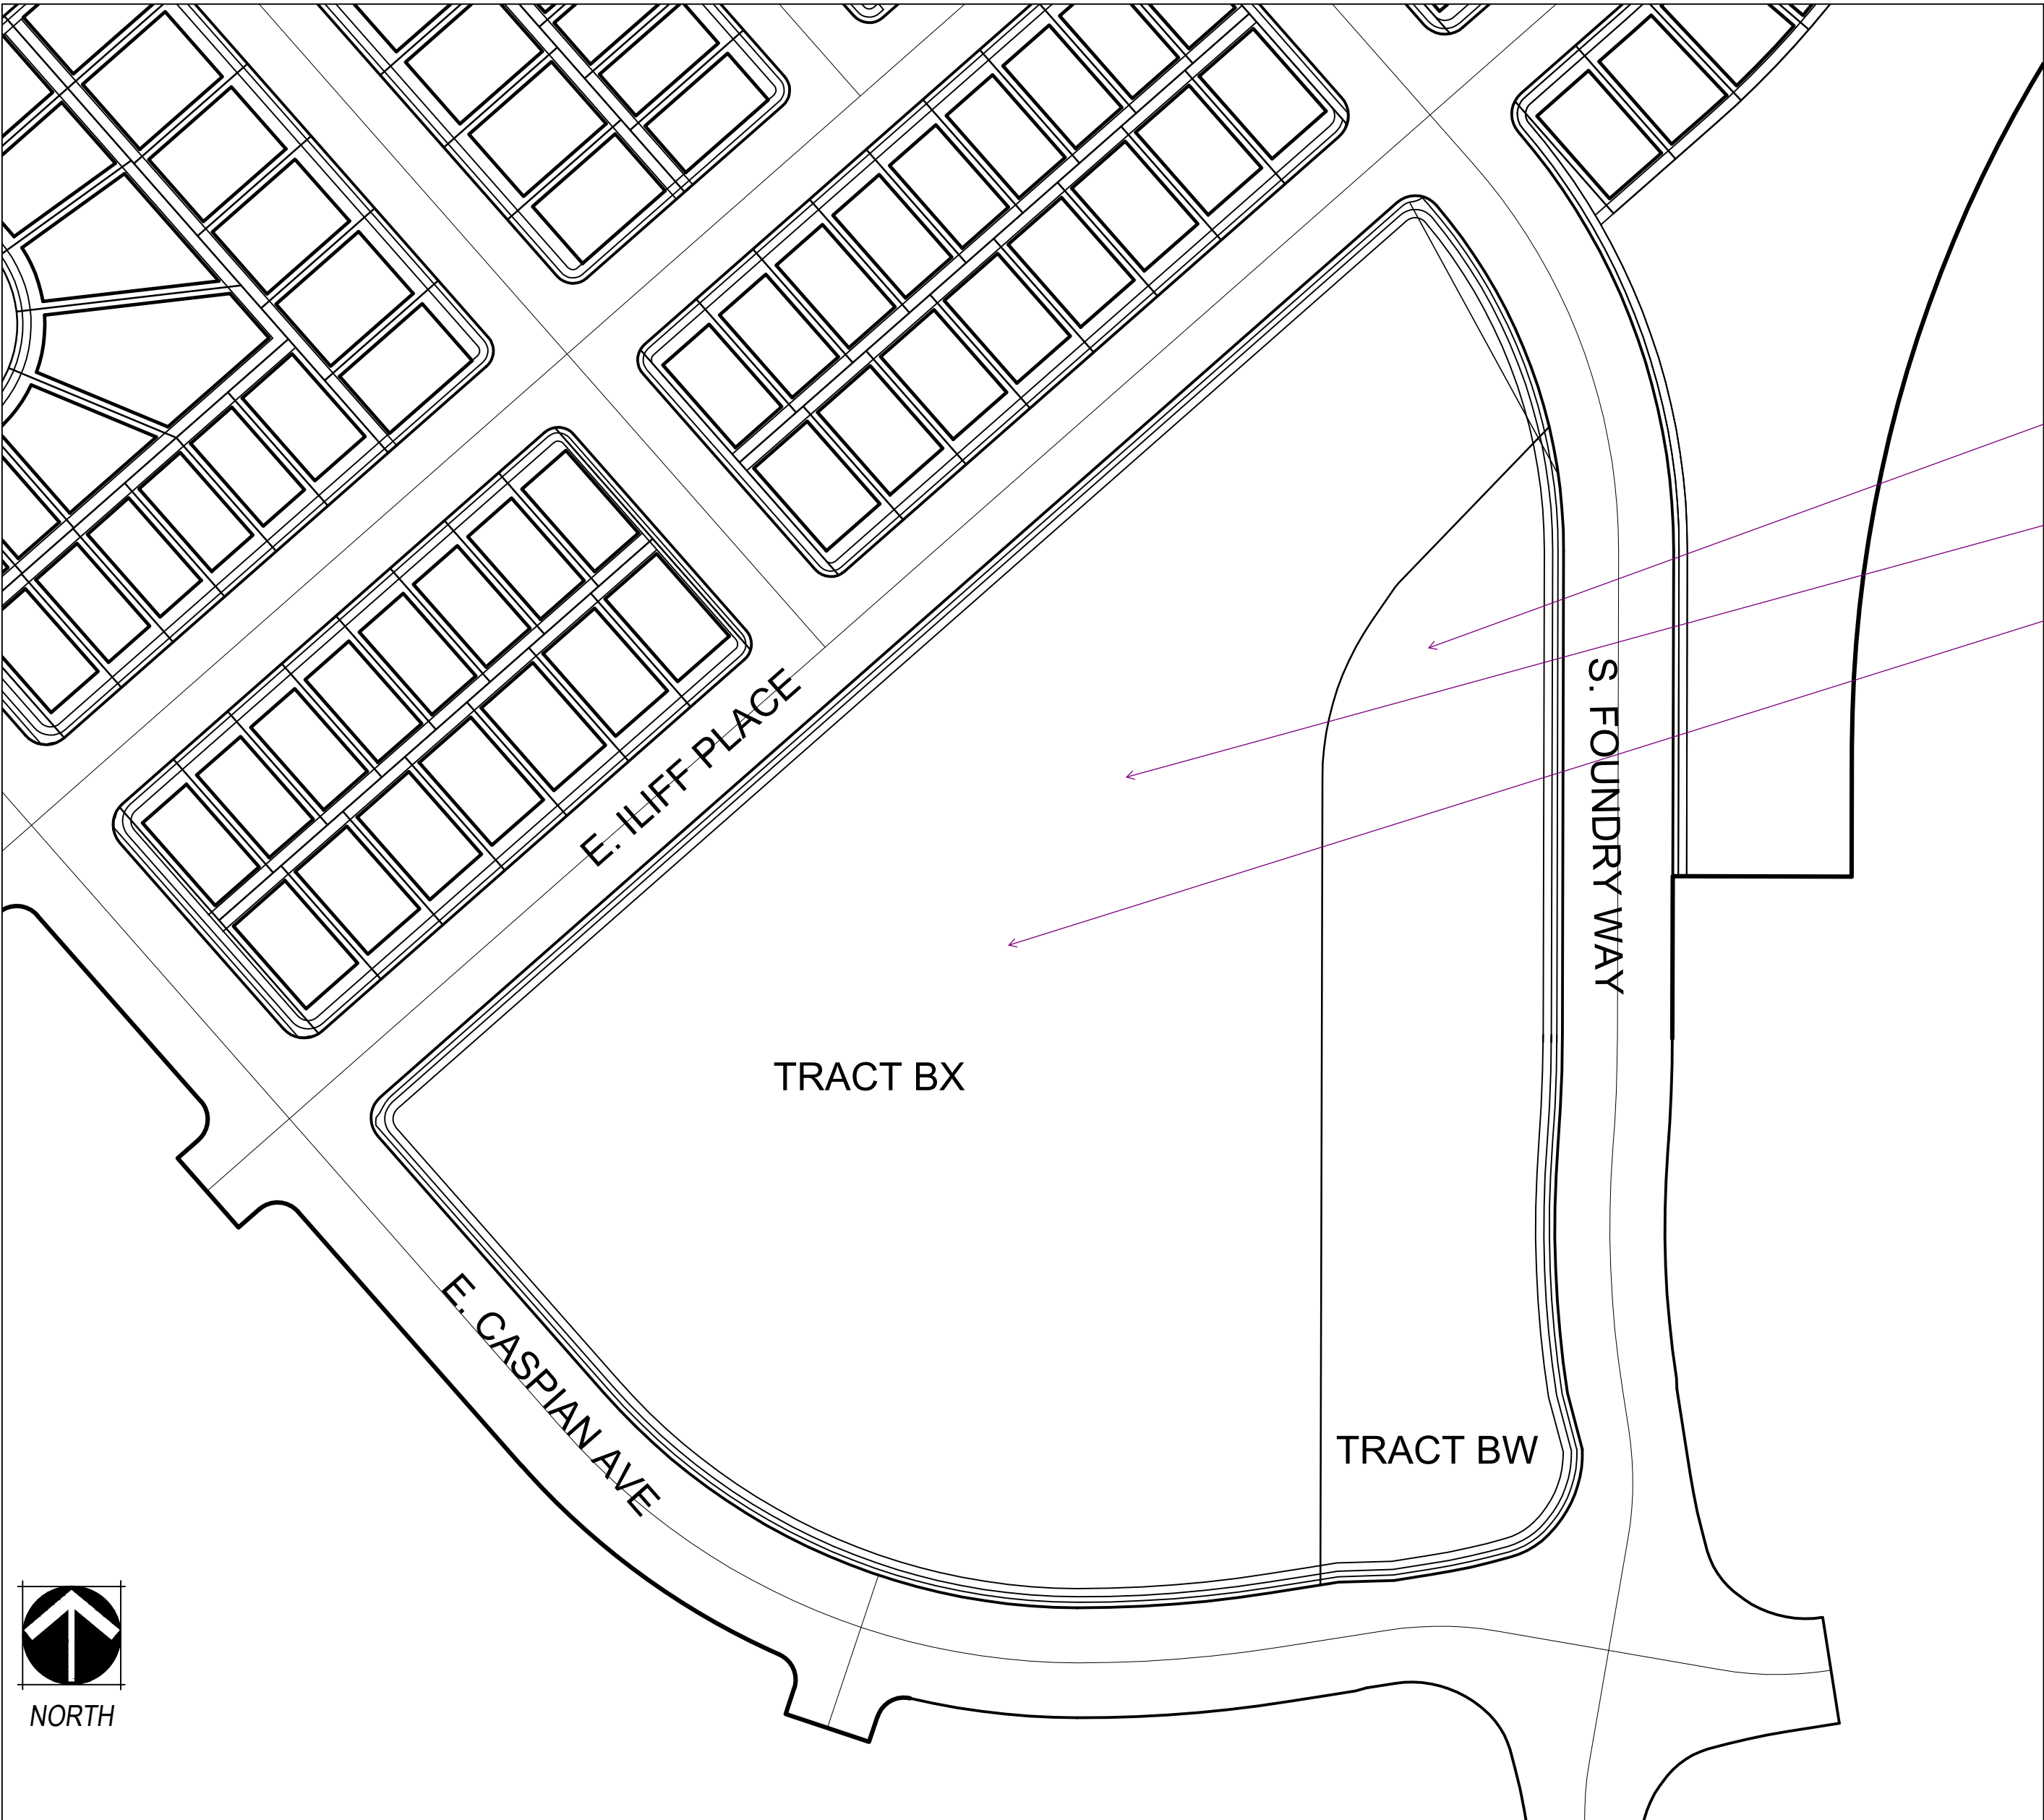 S. FOUNDRY WAY
E. ILIFF PLACE
TRACT BX
E. CASPIAN AVE
TRACT BW
NORTH